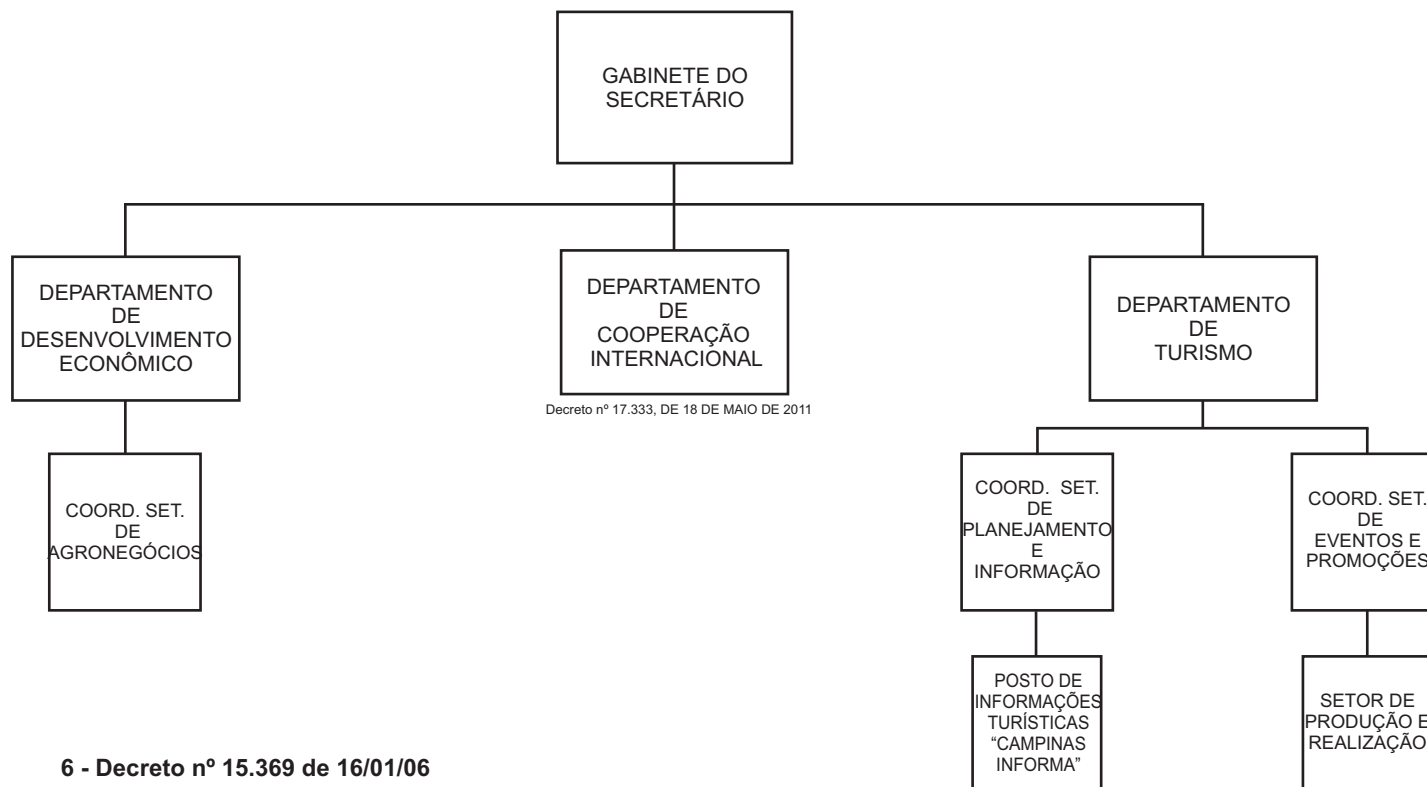 GABINETE DO
SECRETÁRIO
DEPARTAMENTO
DE
DESENVOLVIMENTO
ECONÔMICO
DEPARTAMENTO
DE
COOPERAÇÃO
INTERNACIONAL
Decreto nº 17.333, DE 18 DE MAIO DE 2011
DEPARTAMENTO
DE
TURISMO
COORD. SET.
DE
AGRONEGÓCIOS
COORD. SET.
DE
PLANEJAMENTO
E
INFORMAÇÃO
COORD. SET.
DE
EVENTOS E
PROMOÇÕES
POSTO DE
INFORMAÇÕES
TURÍSTICAS
“CAMPINAS
INFORMA”
SETOR DE
PRODUÇÃO E
REALIZAÇÃO
6 - Decreto nº 15.369 de 16/01/06